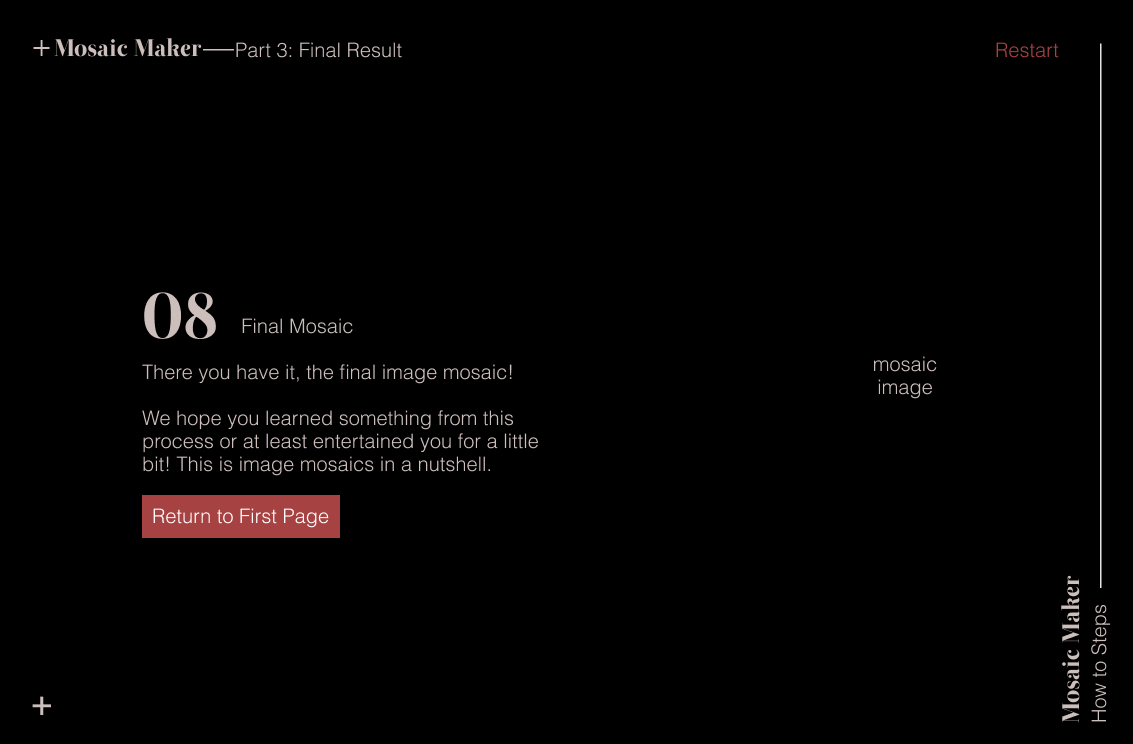 + Mosaic Maker—Part 3: Final Result
Restart
08 Final Mosaic
There you have it, the final image mosaic!
We hope you learned something from this
process or at least entertained you for a little
bit! This is image mosaics in a nutshell.
Return to First Page
mosaic
image
Mosaic Maker
How to Steps
+